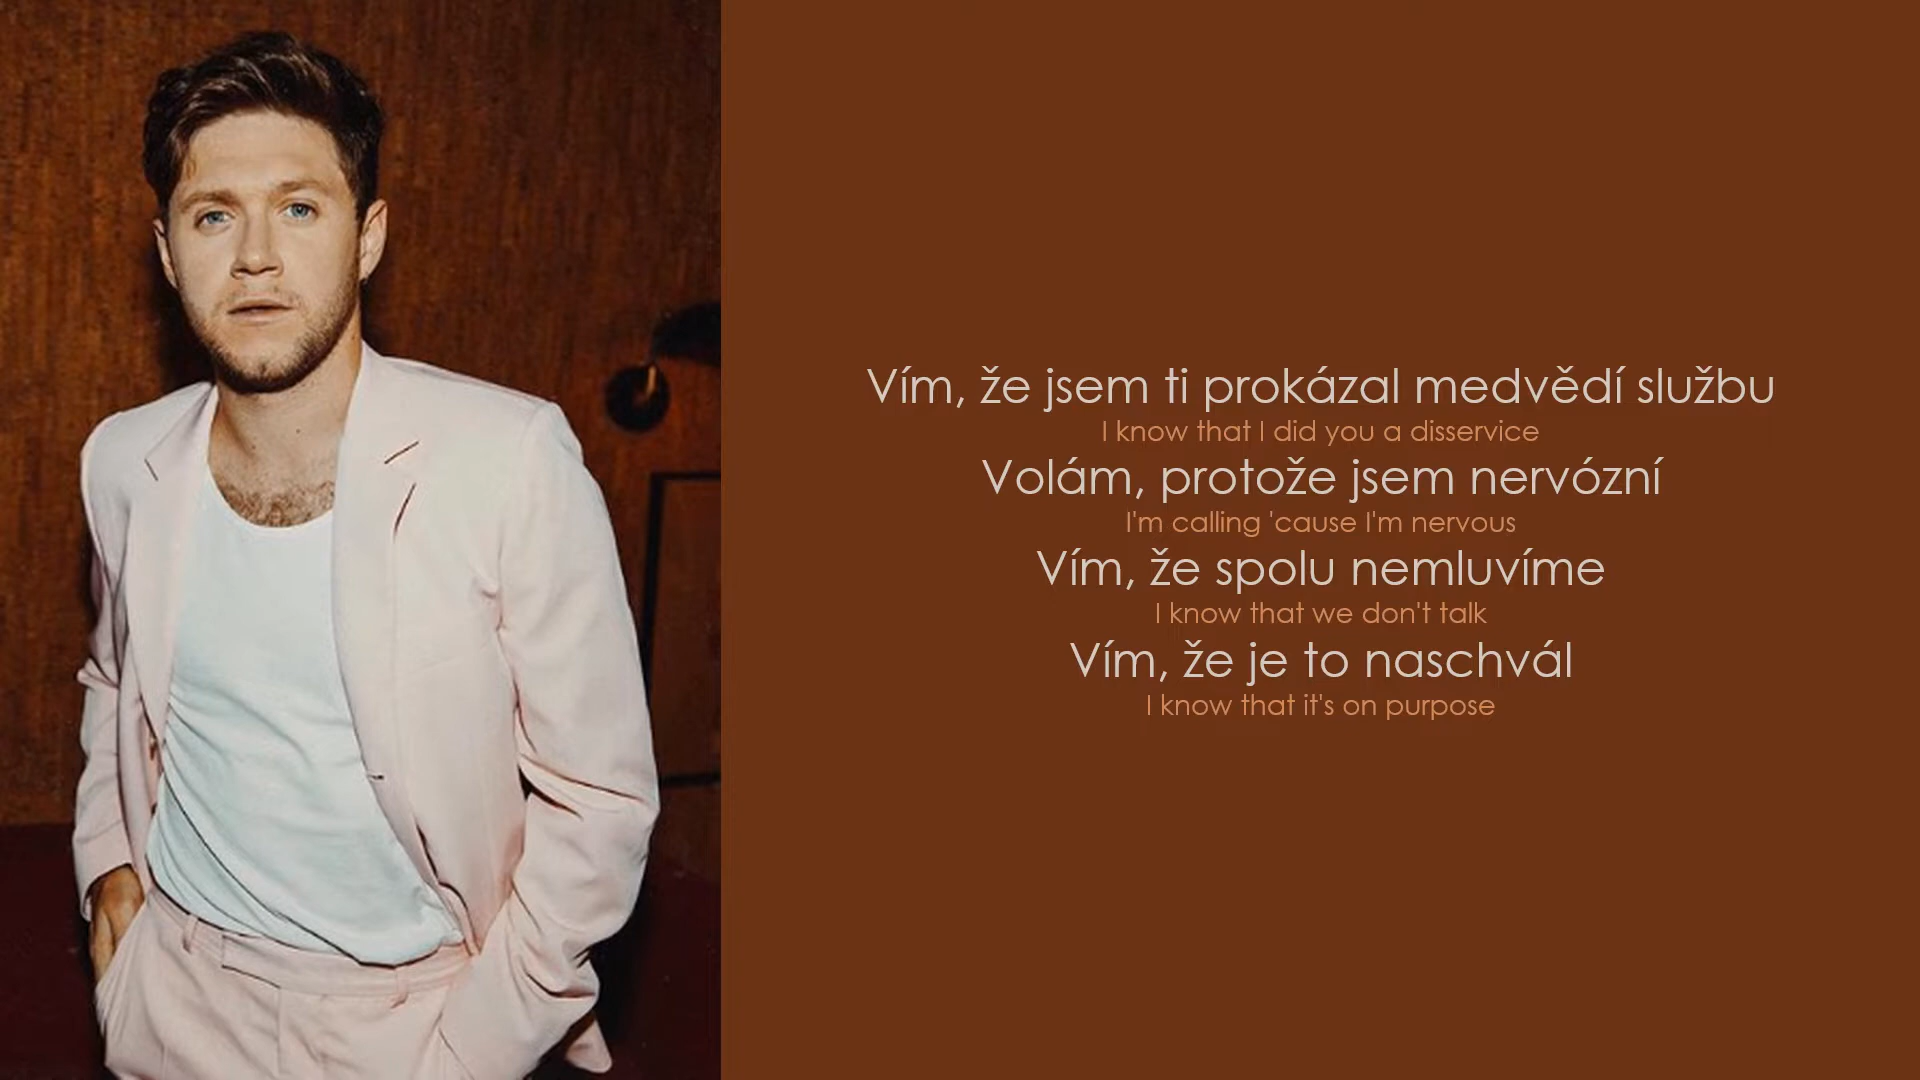 Vím, že jsem ti prokázal medvědí službu
I know that I did you a disservice
Volám, protože jsem nervózní
I'm calling 'cause I'm nervous
Vím, že spolu nemluvíme
I know that we don't talk
Vím, že je to naschvál
I know that it's on purpose